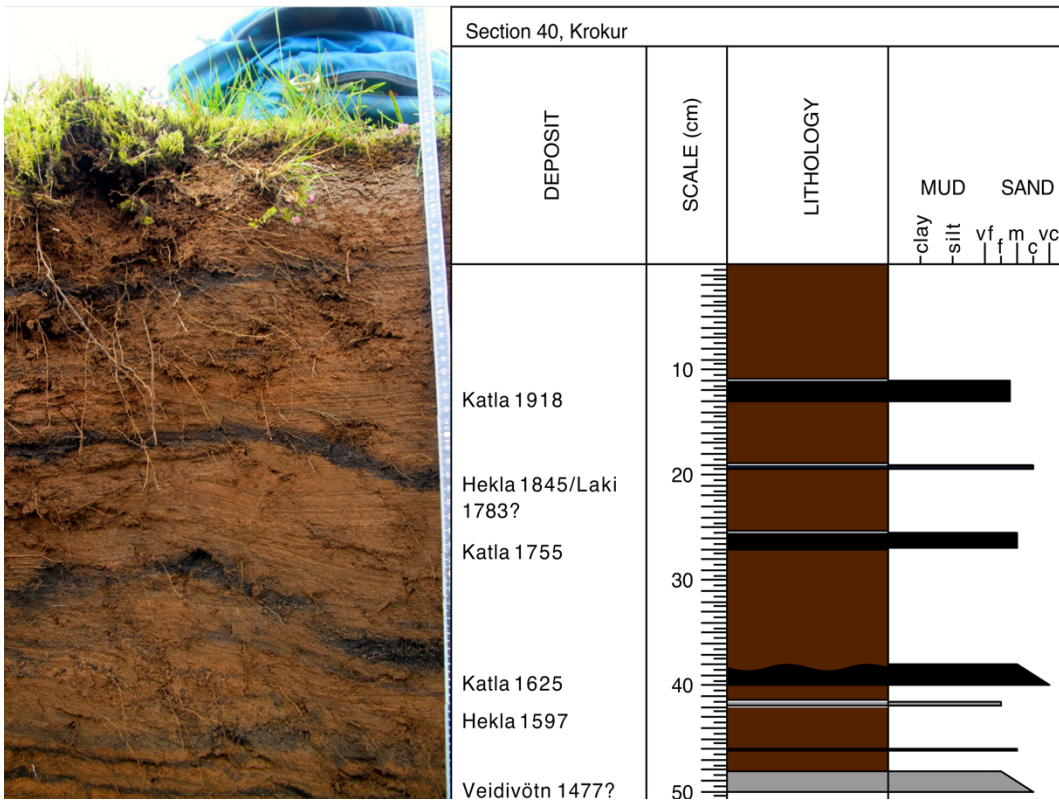 Section 40, Krokur
DEPOSIT
SCALE (cm)
LITHOLOGY
MUD SAND
clay
silt
vf
f
m
c
vc
10
Katla 1918
20
Hekla 1845/Laki
1783?
Katla 1755
30
Katla 1625
40
Hekla 1597
Veidivötn 1477?
50